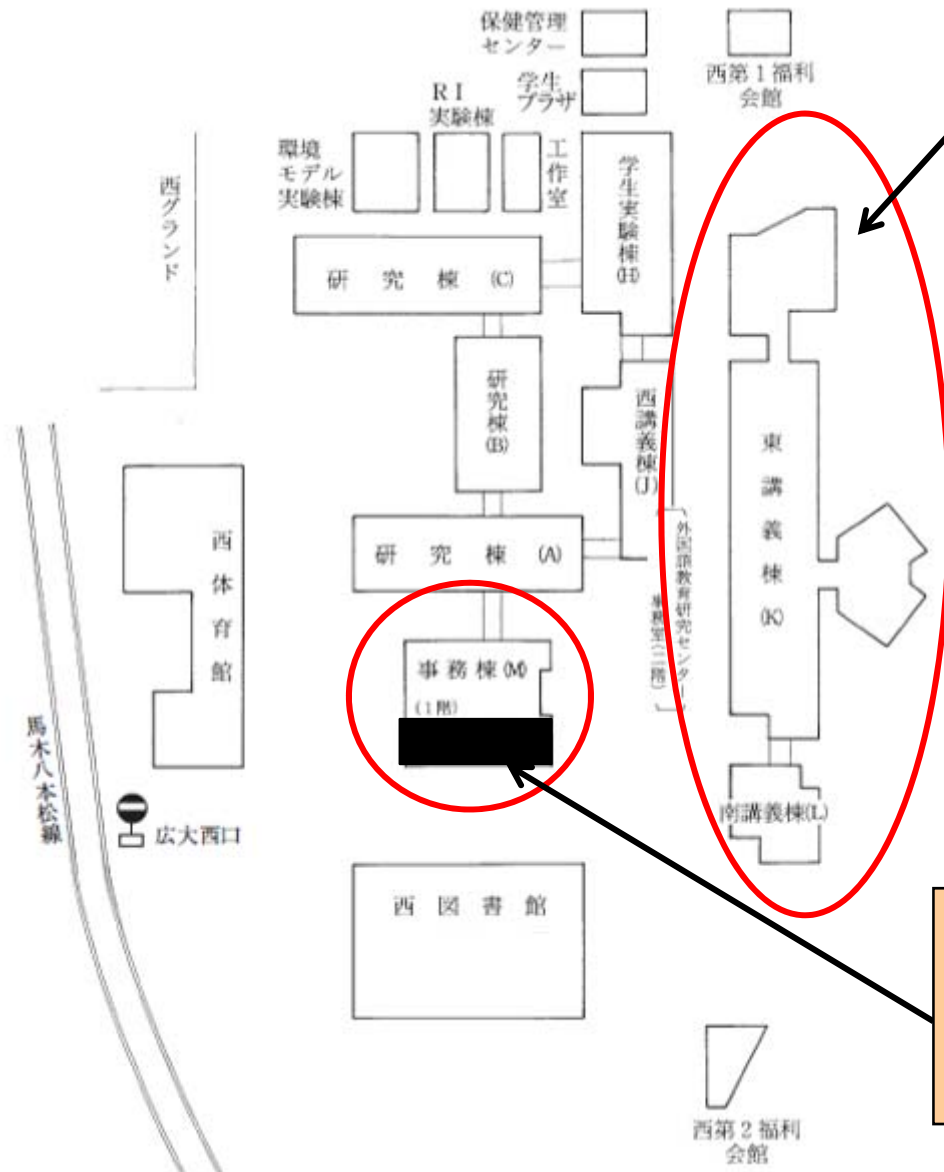 保健管理
センター
西第1福利
会館
学生
プラザ
RI
実験棟
環境
モデル
実験棟
工作室
学生実験棟(H)
西グランド
研究棟(C)
研究棟(B)
西講義棟(J)
東講義棟(K)
研究棟(A)
外国語教育研究センター
事務室(二階)
西体育館
事務棟(M)
(1階)
馬木八本松線
広大西口
南講義棟(L)
西図書館
西第2福利
会館